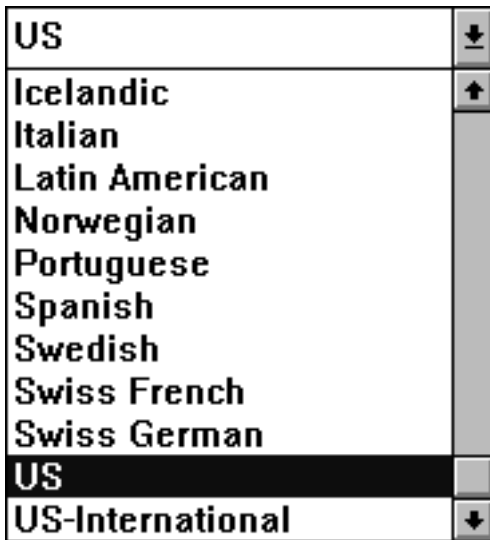 US
Icelandic
Italian
Latin American
Norwegian
Portuguese
Spanish
Swedish
Swiss French
Swiss German
US
US-International